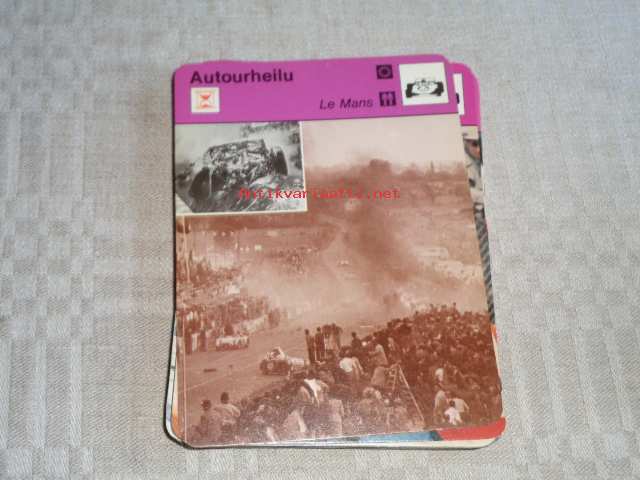 Autourheilu
Le Mans
Antikvariaatti.net